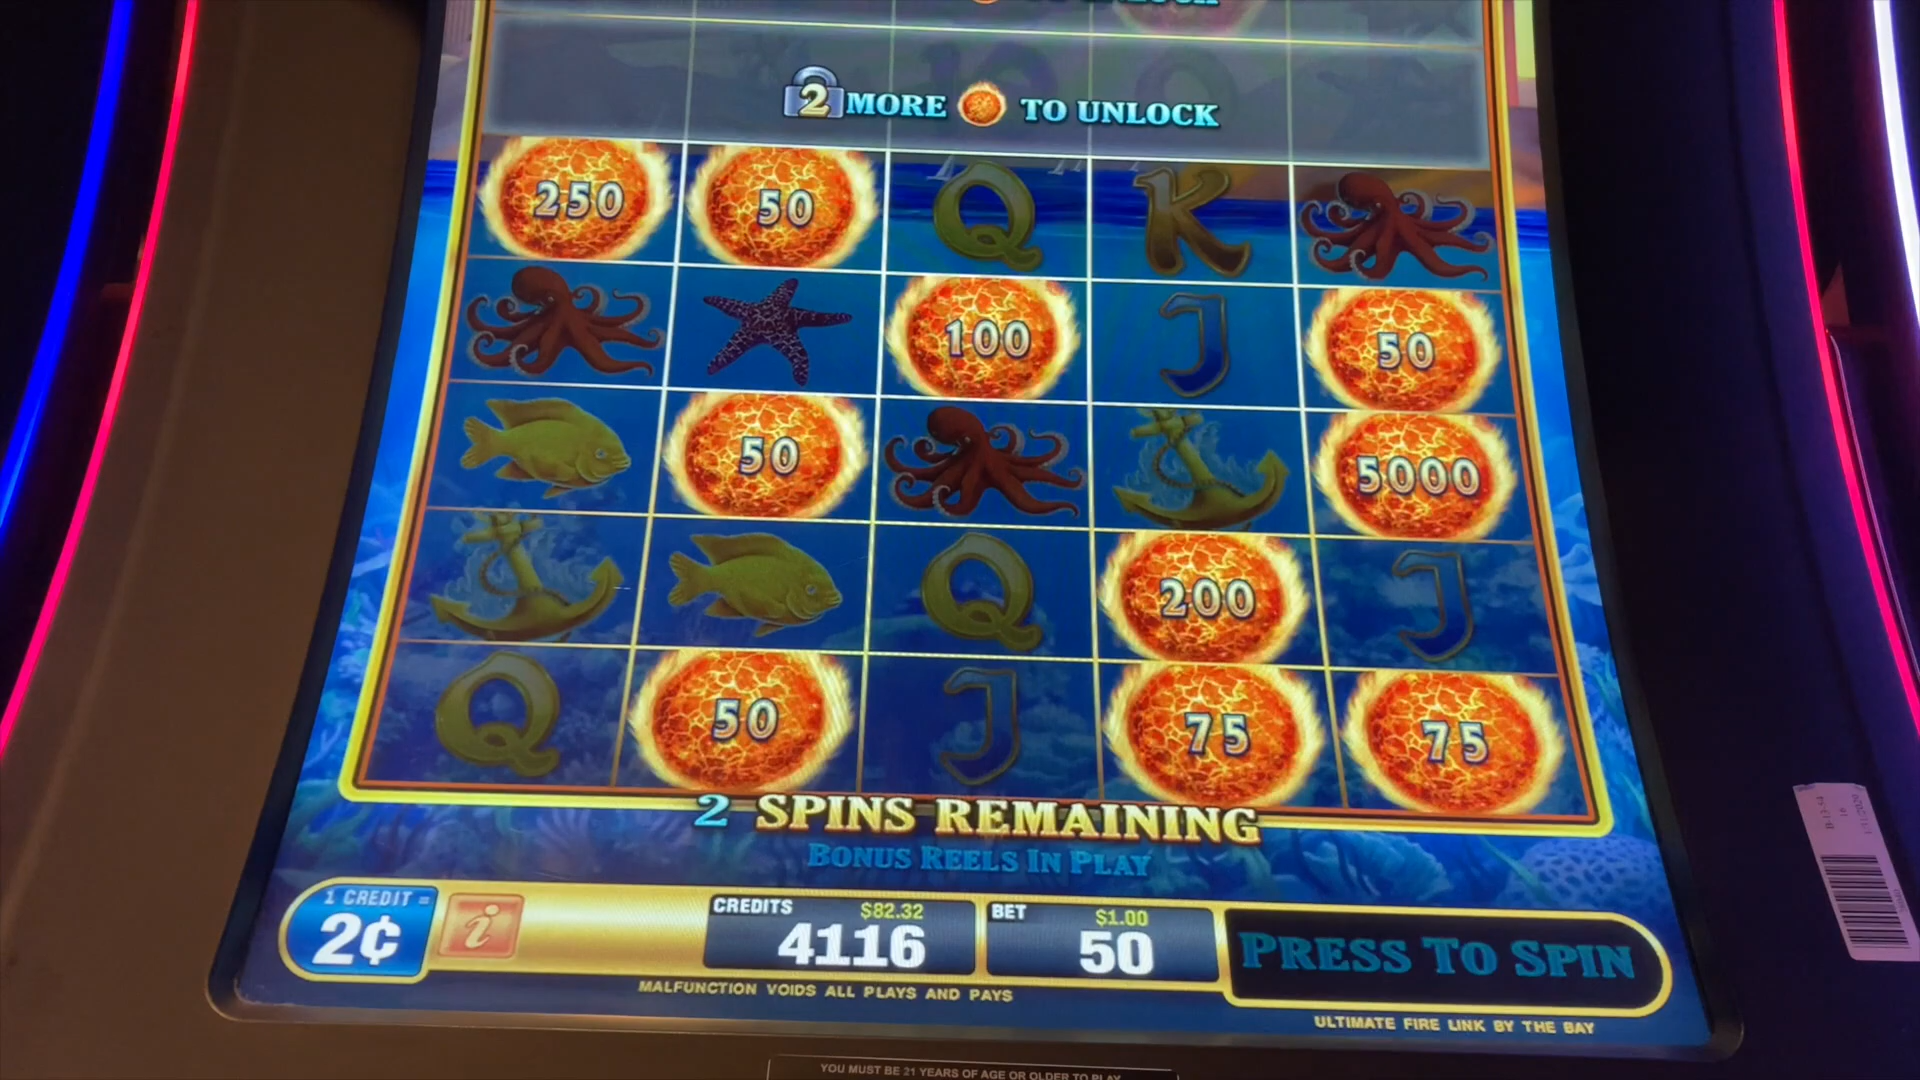 2 MORE TO UNLOCK
250 50 Q K
100 J 50
50 5000
Q 200 J
Q 50 J 75 75
2 SPINS REMAINING
BONUS REELS IN PLAY
1 CREDIT =
2¢
i
CREDITS $82.32
4116
BET $1.00
50
PRESS TO SPIN
MALFUNCTION VOIDS ALL PLAYS AND PAYS
ULTIMATE FIRE LINK BY THE BAY
YOU MUST BE 21 YEARS OF AGE OR OLDER TO PLAY